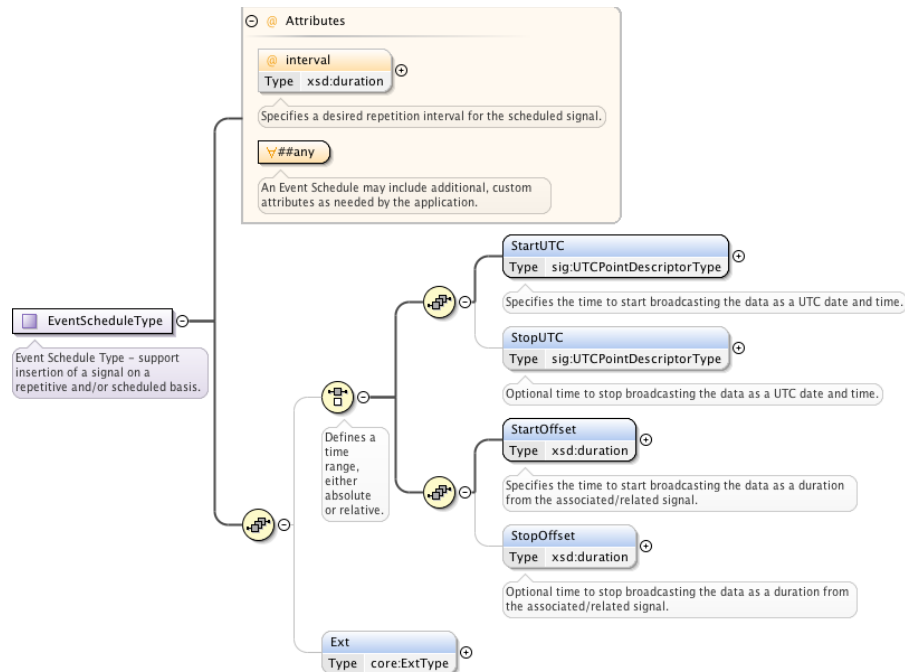 @ Attributes
@ interval
Type xsd:duration
Specifies a desired repetition interval for the scheduled signal.
∀##any
An Event Schedule may include additional, custom
attributes as needed by the application.
EventScheduleType
Event Schedule Type – support
insertion of a signal on a
repetitive and/or scheduled basis.
Defines a
time
range,
either
absolute
or relative.
StartUTC
Type sig:UTCPointDescriptorType
Specifies the time to start broadcasting the data as a UTC date and time.
StopUTC
Type sig:UTCPointDescriptorType
Optional time to stop broadcasting the data as a UTC date and time.
StartOffset
Type xsd:duration
Specifies the time to start broadcasting the data as a duration
from the associated/related signal.
StopOffset
Type xsd:duration
Optional time to stop broadcasting the data as a duration from
the associated/related signal.
Ext
Type core:ExtType